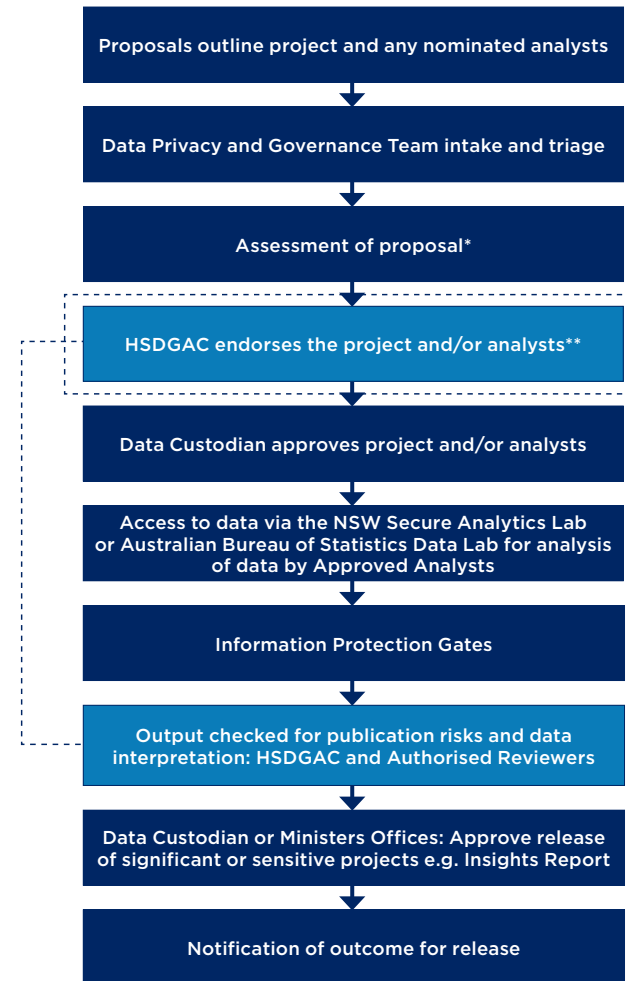 Proposals outline project and any nominated analysts
Data Privacy and Governance Team intake and triage
Assessment of proposal*
HSDGAC endorses the project and/or analysts**
Data Custodian approves project and/or analysts
Access to data via the NSW Secure Analytics Lab
or Australian Bureau of Statistics Data Lab for analysis
of data by Approved Analysts
Information Protection Gates
Output checked for publication risks and data
interpretation: HSDGAC and Authorised Reviewers
Data Custodian or Ministers Offices: Approve release
of significant or sensitive projects e.g. Insights Report
Notification of outcome for release